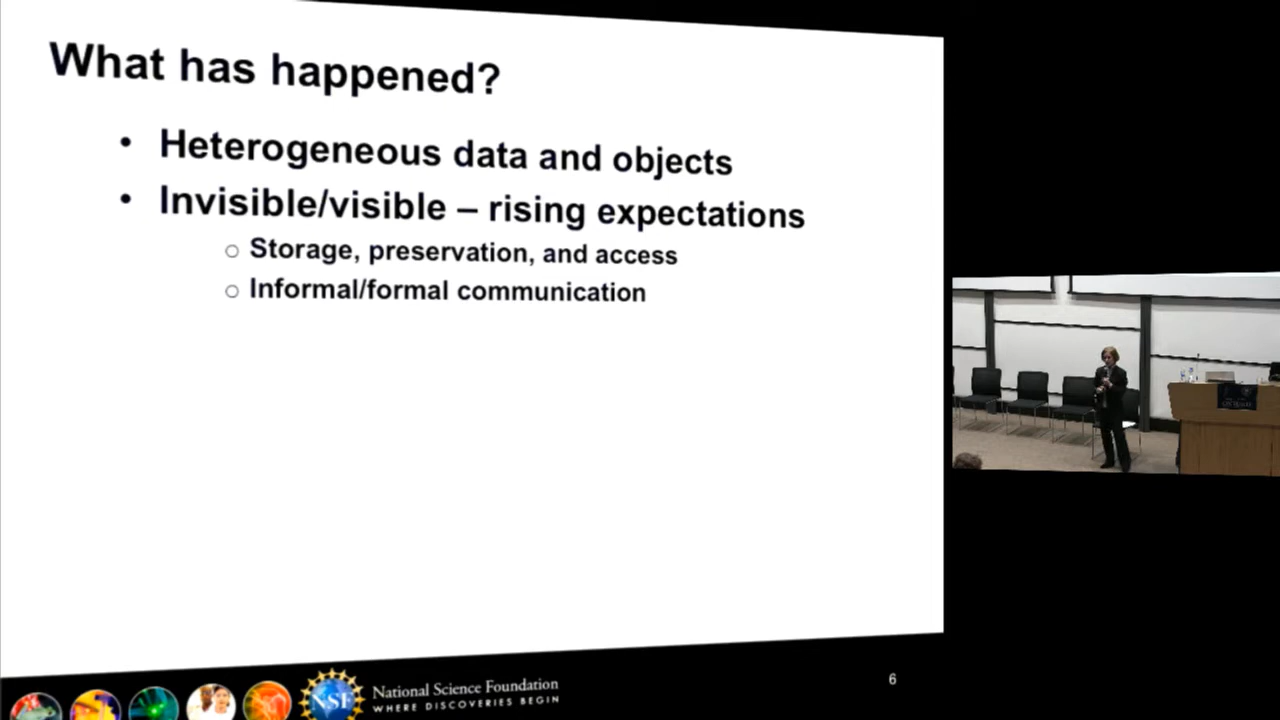 What has happened?
• Heterogeneous data and objects
• Invisible/visible – rising expectations
○ Storage, preservation, and access
○ Informal/formal communication
NSF
National Science Foundation
WHERE DISCOVERIES BEGIN
6